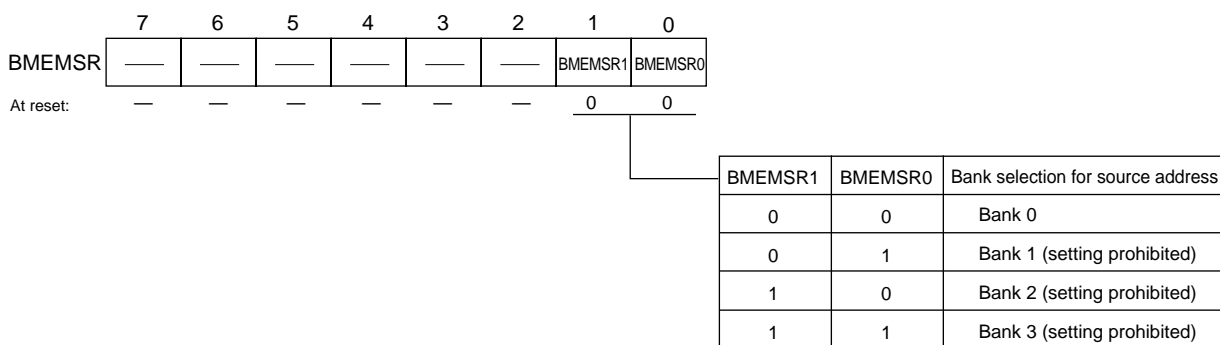 7 6 5 4 3 2 1 0
BMEMSR — — — — — — BMEMSR1 BMEMSR0
At reset: — — — — — — 0 0
BMEMSR1 BMEMSR0 Bank selection for source address
0 0 Bank 0
0 1 Bank 1 (setting prohibited)
1 0 Bank 2 (setting prohibited)
1 1 Bank 3 (setting prohibited)